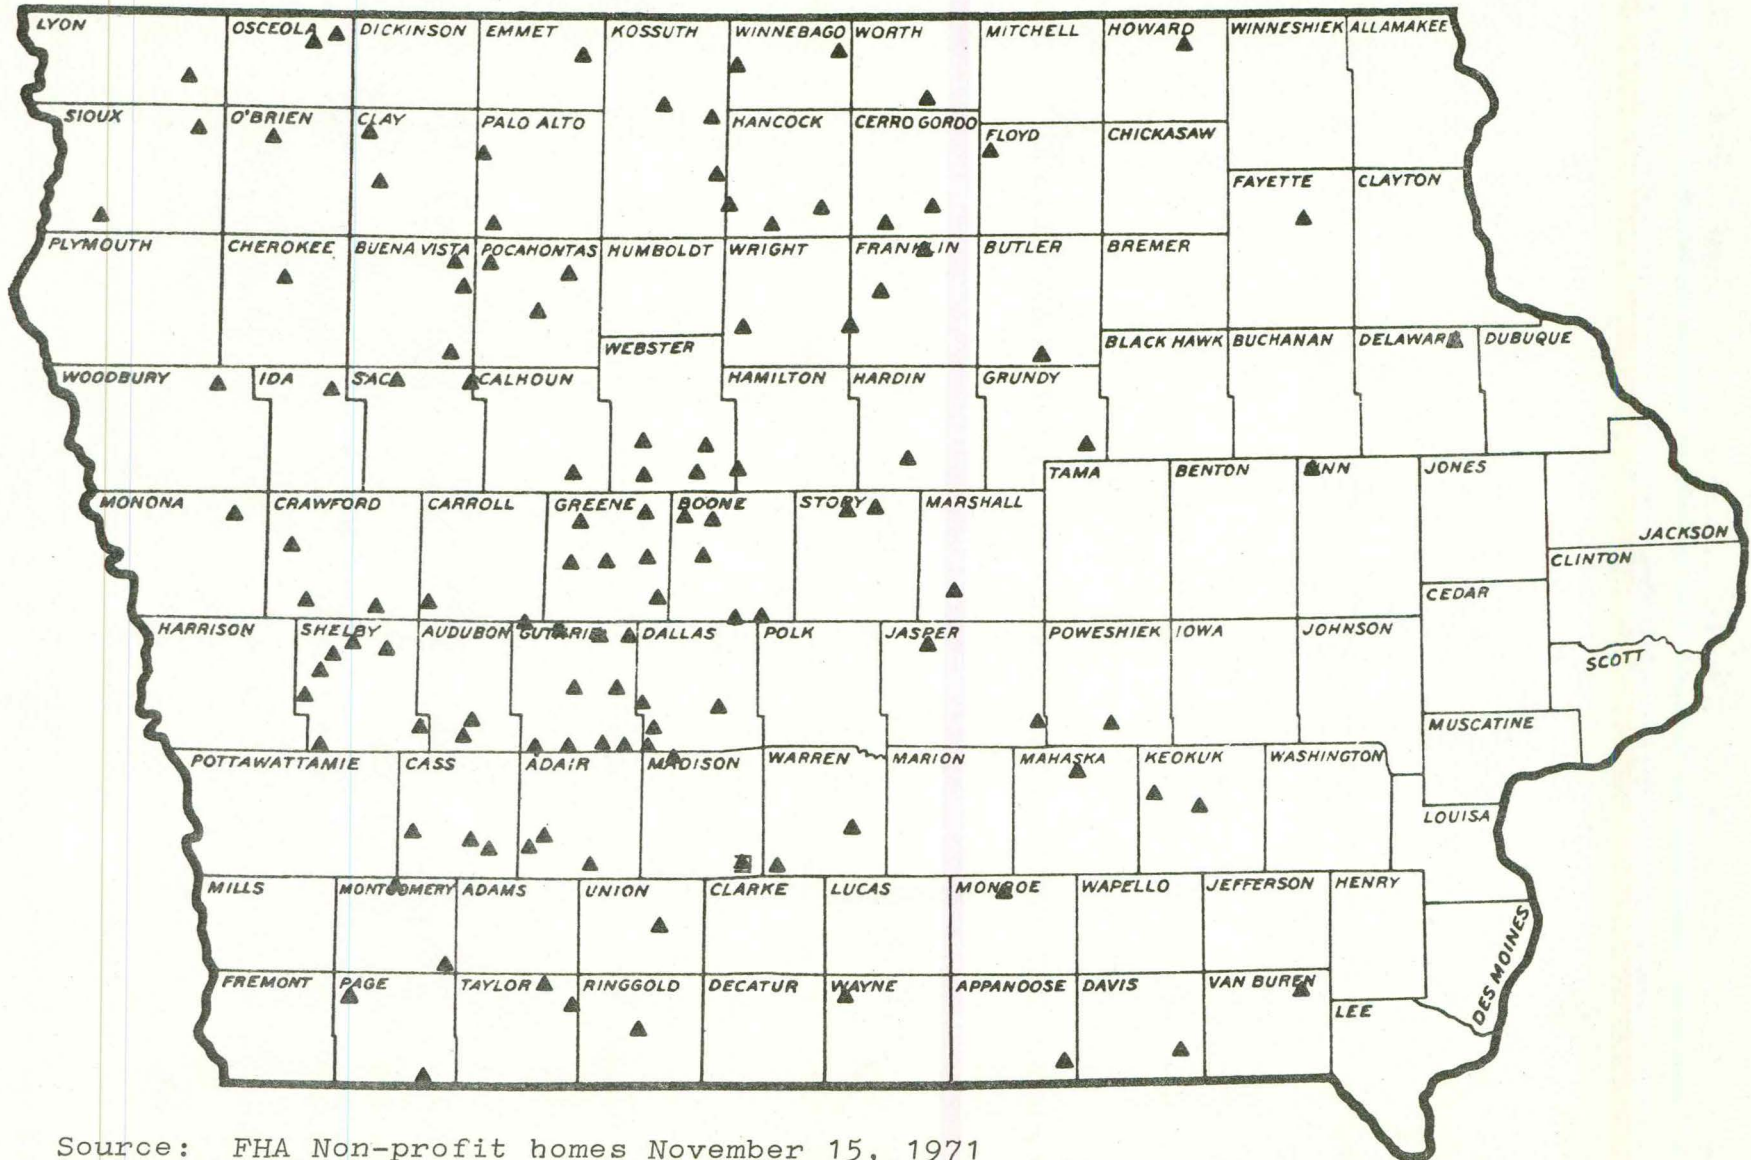 LYON OSCEOLA DICKINSON EMMET KOSSUTH WINNEBAGO WORTH MITCHELL HOWARD WINNESHIEK ALLAMAKEE
SIOUX O'BRIEN CLAY PALO ALTO HANCOCK CERRO GORDO FLOYD CHICKASAW
FAYETTE CLAYTON
PLYMOUTH CHEROKEE BUENA VISTA POCAHONTAS HUMBOLDT WRIGHT FRANKLIN BUTLER BREMER
WEBSTER BLACK HAWK BUCHANAN DELAWARE DUBUQUE
WOODBURY IDA SAC CALHOUN HAMILTON HARDIN GRUNDY
TAMA BENTON LINN JONES
MONONA CRAWFORD CARROLL GREENE BOONE STORY MARSHALL
JACKSON
CLINTON
CEDAR
HARRISON SHELBY AUDUBON GUTHRIE DALLAS POLK JASPER POWESHIEK IOWA JOHNSON
SCOTT
MUSCATINE
POTTAWATTAMIE CASS ADAIR MADISON WARREN MARION MAHASKA KEOKUK WASHINGTON
LOUISA
MILLS MONTGOMERY ADAMS UNION CLARKE LUCAS MONROE WAPELLO JEFFERSON HENRY
DES MOINES
FREMONT PAGE TAYLOR RINGGOLD DECATUR WAYNE APPANOOSE DAVIS VAN BUREN
LEE
Source: FHA Non-profit homes November 15, 1971